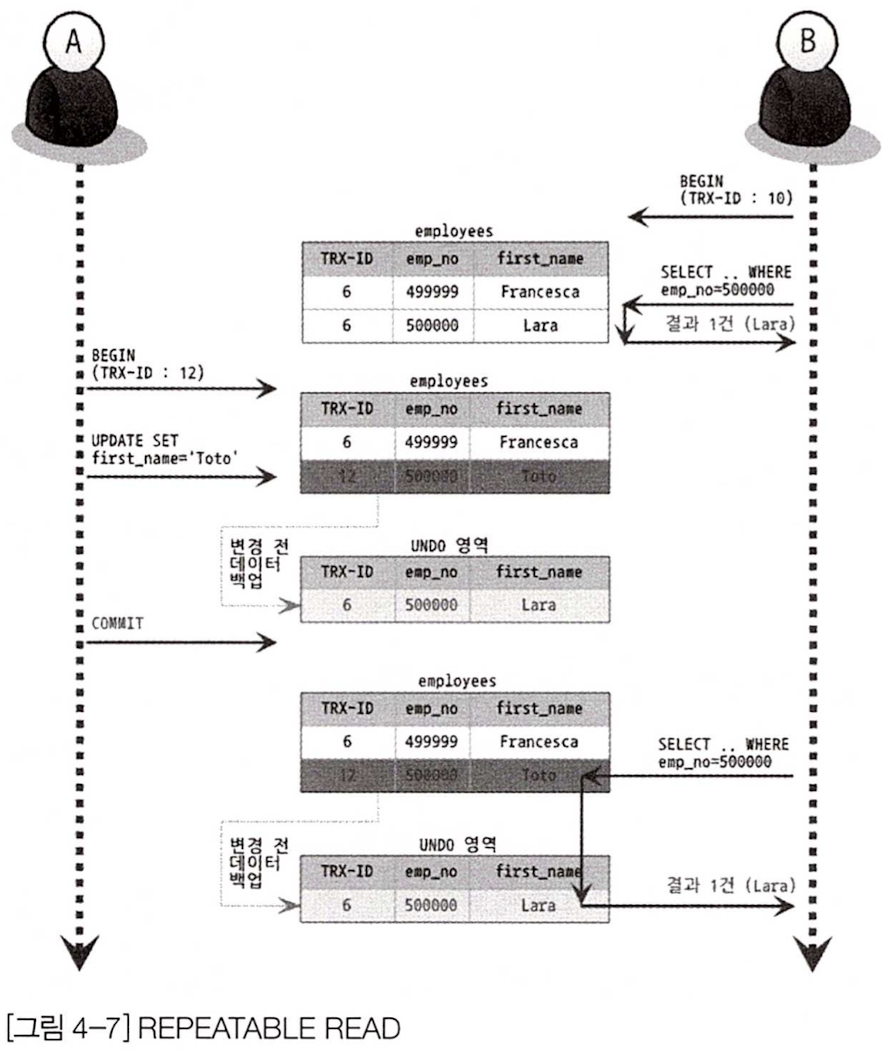 A
B
BEGIN
(TRX-ID : 10)
employees
TRX-ID emp_no first_name
6 499999 Francesca
6 500000 Lara
SELECT .. WHERE
emp_no=500000
결과 1건 (Lara)
BEGIN
(TRX-ID : 12)
employees
TRX-ID emp_no first_name
6 499999 Francesca
12 500000 Toto
UPDATE SET
first_name='Toto'
변경 전
데이터
백업
UNDO 영역
TRX-ID emp_no first_name
6 500000 Lara
COMMIT
employees
TRX-ID emp_no first_name
6 499999 Francesca
12 500000 Toto
SELECT .. WHERE
emp_no=500000
변경 전
데이터
백업
UNDO 영역
TRX-ID emp_no first_name
6 500000 Lara
결과 1건 (Lara)
[그림 4-7] REPEATABLE READ